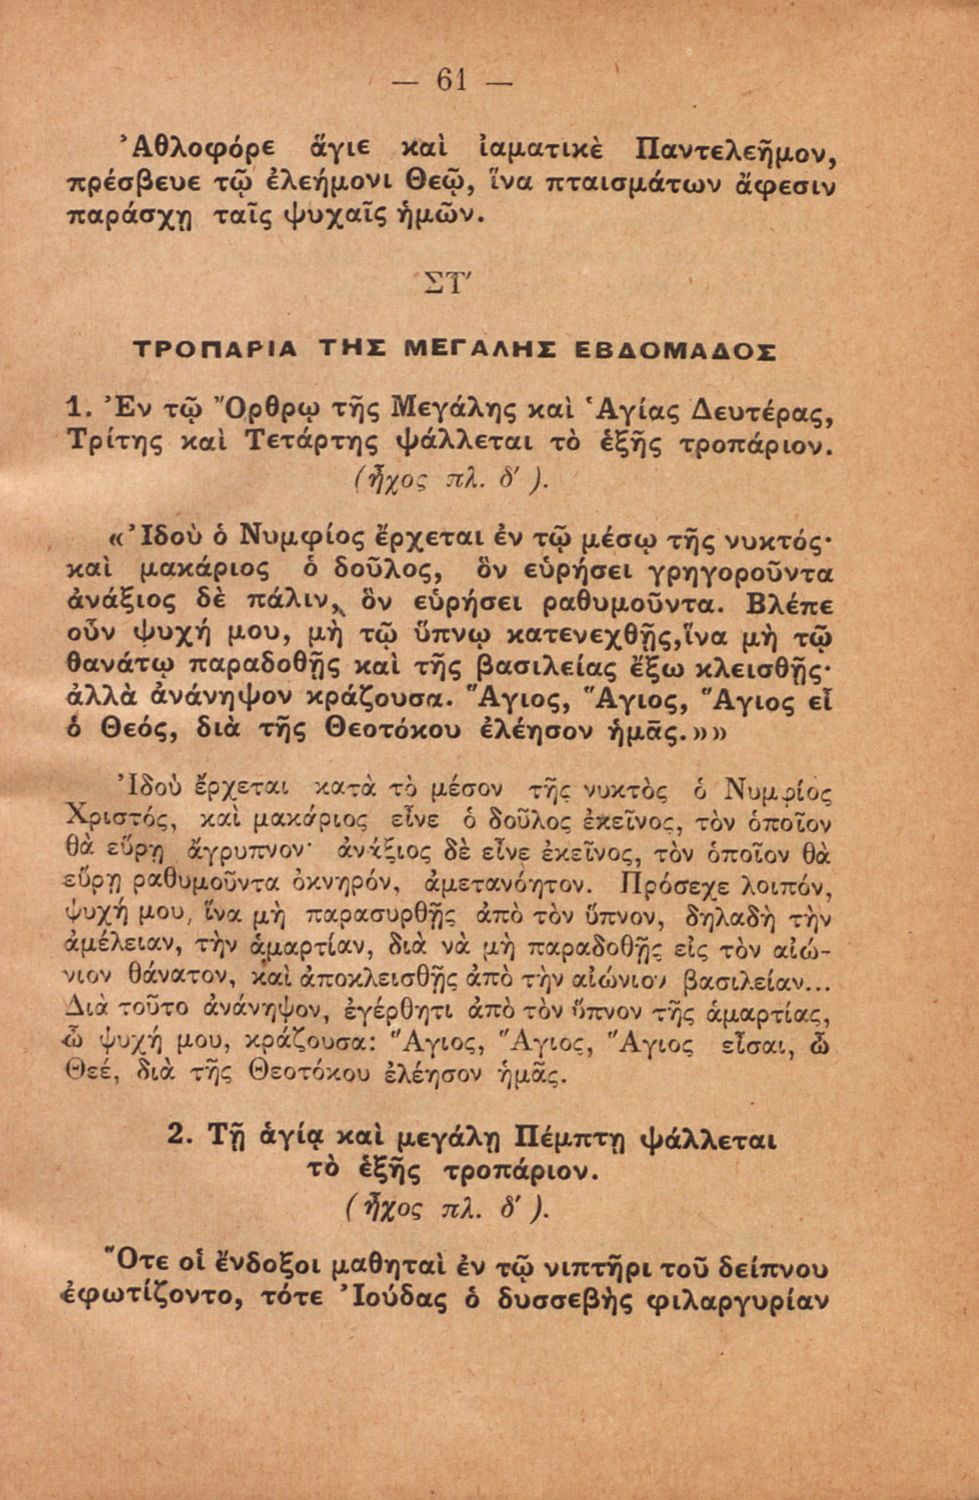 — 61 —
Ἀθλοφόρε ἅγιε καὶ ἰαματικὲ Παντελεῆμον,
πρέσβευε τῷ ἐλεήμονι Θεῷ, ἵνα πταισμάτων ἄφεσιν
παράσχῃ ταῖς ψυχαῖς ἡμῶν.
ΣΤ′
ΤΡΟΠΑΡΙΑ ΤΗΣ ΜΕΓΑΛΗΣ ΕΒΔΟΜΑΔΟΣ
1. Ἐν τῷ Ὄρθρῳ τῆς Μεγάλης καὶ Ἁγίας Δευτέρας,
Τρίτης καὶ Τετάρτης ψάλλεται τὸ ἑξῆς τροπάριον.
(ἦχος πλ. δ′ ).
«Ἰδοὺ ὁ Νυμφίος ἔρχεται ἐν τῷ μέσῳ τῆς νυκτός·
καὶ μακάριος ὁ δοῦλος, ὃν εὑρήσει γρηγοροῦντα
ἀνάξιος δὲ πάλιν, ὃν εὑρήσει ραθυμοῦντα. Βλέπε
οὖν ψυχή μου, μὴ τῷ ὕπνῳ κατενεχθῇς,ἵνα μὴ τῷ
θανάτῳ παραδοθῇς καὶ τῆς βασιλείας ἔξω κλεισθῇς·
ἀλλὰ ἀνάνηψον κράζουσα. Ἅγιος, Ἅγιος, Ἅγιος εἶ
ὁ Θεός, διὰ τῆς Θεοτόκου ἐλέησον ἡμᾶς.»»
Ἰδοὺ ἔρχεται κατὰ τὸ μέσον τῆς νυκτὸς ὁ Νυμφίος
Χριστός, καὶ μακάριος εἶνε ὁ δοῦλος ἐκεῖνος, τὸν ὁποῖον
θὰ εὕρῃ ἄγρυπνον· ἀνάξιος δὲ εἶνε ἐκεῖνος, τὸν ὁποῖον θὰ
εὕρῃ ραθυμοῦντα ὀκνηρόν, ἀμετανόητον. Πρόσεχε λοιπόν,
ψυχή μου, ἵνα μὴ παρασυρθῇς ἀπὸ τὸν ὕπνον, δηλαδὴ τὴν
ἀμέλειαν, τὴν ἁμαρτίαν, διὰ νὰ μὴ παραδοθῇς εἰς τὸν αἰώ-
νιον θάνατον, καὶ ἀποκλεισθῇς ἀπὸ τὴν αἰώνιον βασιλείαν...
Διὰ τοῦτο ἀνάνηψον, ἐγέρθητι ἀπὸ τὸν ὕπνον τῆς ἁμαρτίας,
ὦ ψυχή μου, κράζουσα: Ἅγιος, Ἅγιος, Ἅγιος εἶσαι, ὦ
Θεέ, διὰ τῆς Θεοτόκου ἐλέησον ἡμᾶς.
2. Τῇ ἁγίᾳ καὶ μεγάλῃ Πέμπτῃ ψάλλεται
τὸ ἑξῆς τροπάριον.
(ἦχος πλ. δ′ ).
Ὅτε οἱ ἔνδοξοι μαθηταὶ ἐν τῷ νιπτῆρι τοῦ δείπνου
ἐφωτίζοντο, τότε Ἰούδας ὁ δυσσεβὴς φιλαργυρίαν